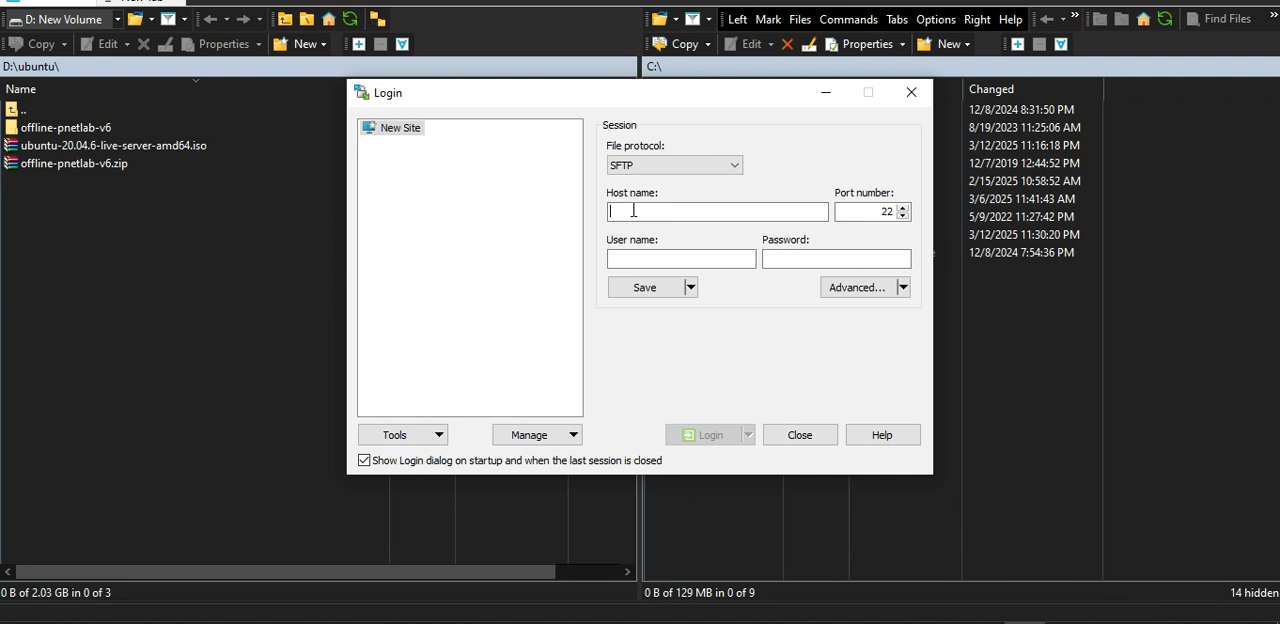 D: New Volume
Left Mark Files Commands Tabs Options Right Help » Find Files »
Copy Edit Properties New Copy Edit Properties New
D:\ubuntu\ C:\
Name
..
offline-pnetlab-v6
ubuntu-20.04.6-live-server-amd64.iso
offline-pnetlab-v6.zip
Login
New Site
Session
File protocol:
SFTP
Host name: Port number:
22
User name: Password:
Save Advanced...
Tools Manage Login Close Help
Show Login dialog on startup and when the last session is closed
Changed
12/8/2024 8:31:50 PM
8/19/2023 11:25:06 AM
3/12/2025 11:16:18 PM
12/7/2019 12:44:52 PM
2/15/2025 10:58:52 AM
3/6/2025 11:41:43 AM
5/9/2022 11:27:42 PM
3/12/2025 11:30:20 PM
12/8/2024 7:54:36 PM
0 B of 2.03 GB in 0 of 3 0 B of 129 MB in 0 of 9 14 hidden